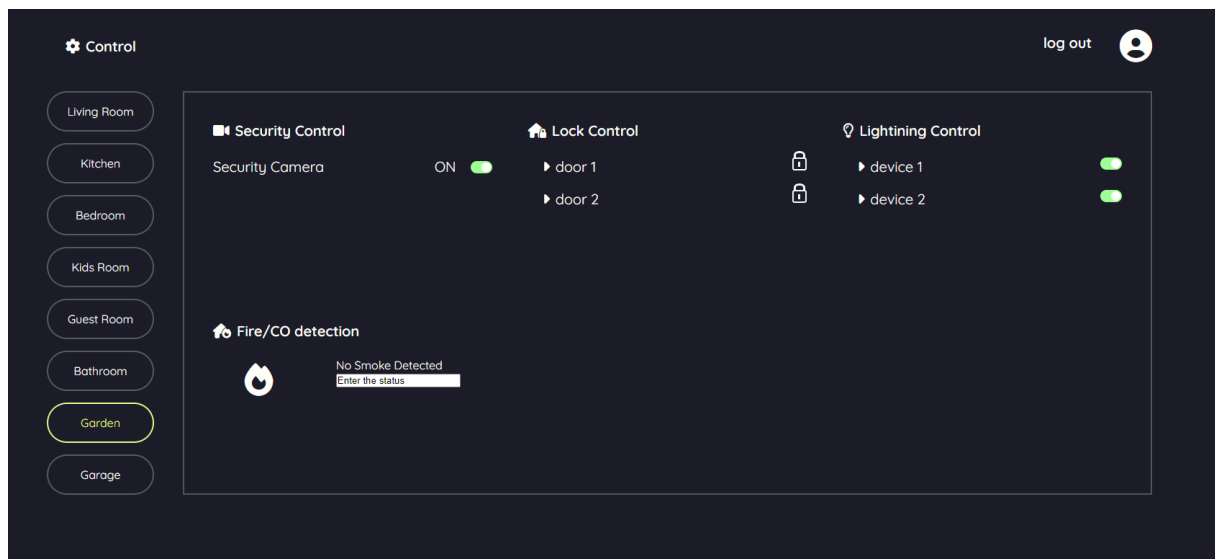 Control
log out
Living Room
Kitchen
Bedroom
Kids Room
Guest Room
Bathroom
Garden
Garage
Security Control
Security Camera ON
Lock Control
door 1
door 2
Lightining Control
device 1
device 2
Fire/CO detection
No Smoke Detected
Enter the status